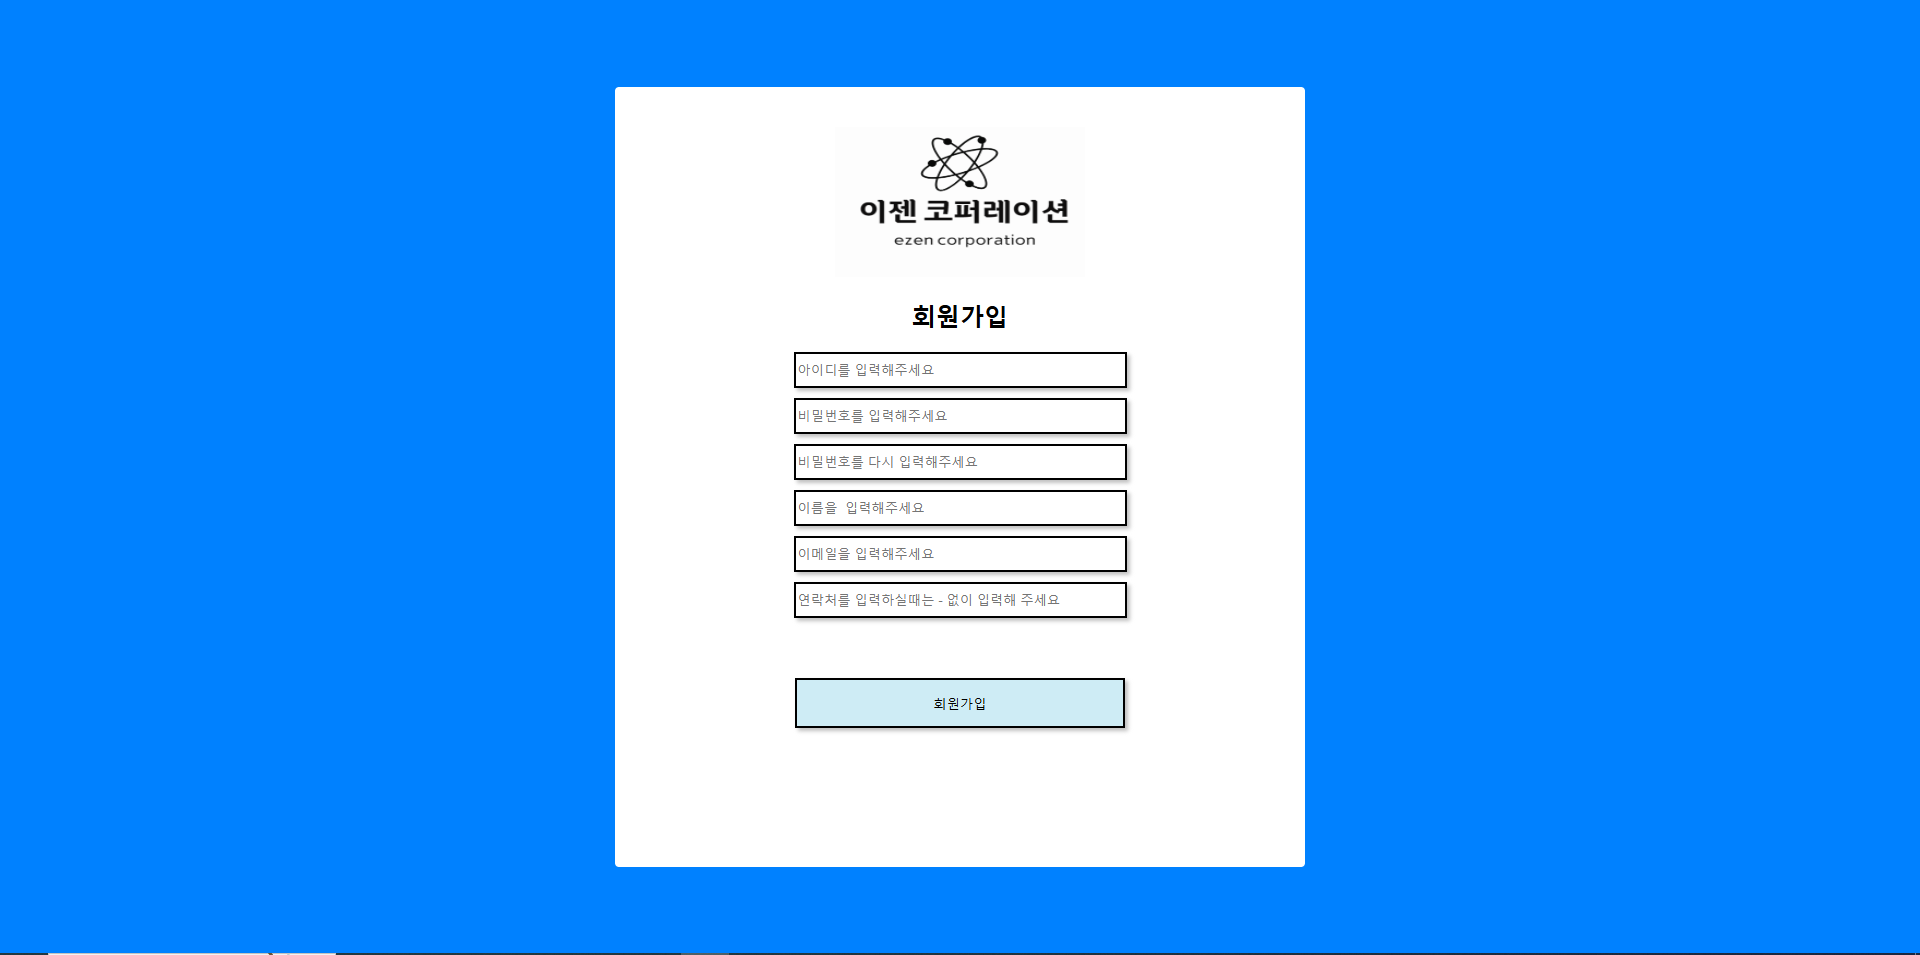 이젠 코퍼레이션
ezen corporation
회원가입
아이디를 입력해주세요
비밀번호를 입력해주세요
비밀번호를 다시 입력해주세요
이름을  입력해주세요
이메일을 입력해주세요
연락처를 입력하실때는 - 없이 입력해 주세요
회원가입